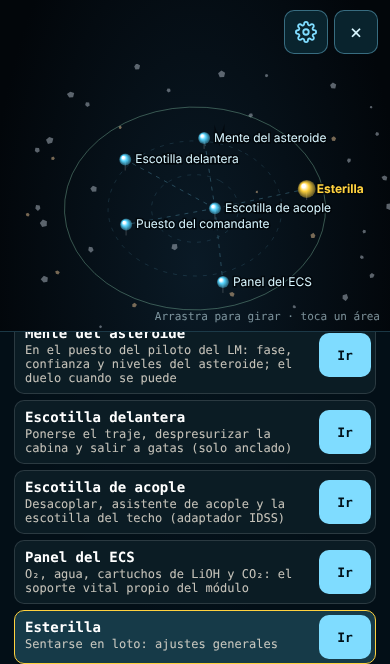 ×
Mente del asteroide
Escotilla delantera
Esterilla
Escotilla de acople
Puesto del comandante
Panel del ECS
Arrastra para girar · toca un área
Mente del asteroide
En el puesto del piloto del LM: fase,
confianza y niveles del asteroide; el
duelo cuando se puede
Ir
Escotilla delantera
Ponerse el traje, despresurizar la
cabina y salir a gatas (solo anclado)
Ir
Escotilla de acople
Desacoplar, asistente de acople y la
escotilla del techo (adaptador IDSS)
Ir
Panel del ECS
O₂, agua, cartuchos de LiOH y CO₂: el
soporte vital propio del módulo
Ir
Esterilla
Sentarse en loto: ajustes generales
Ir